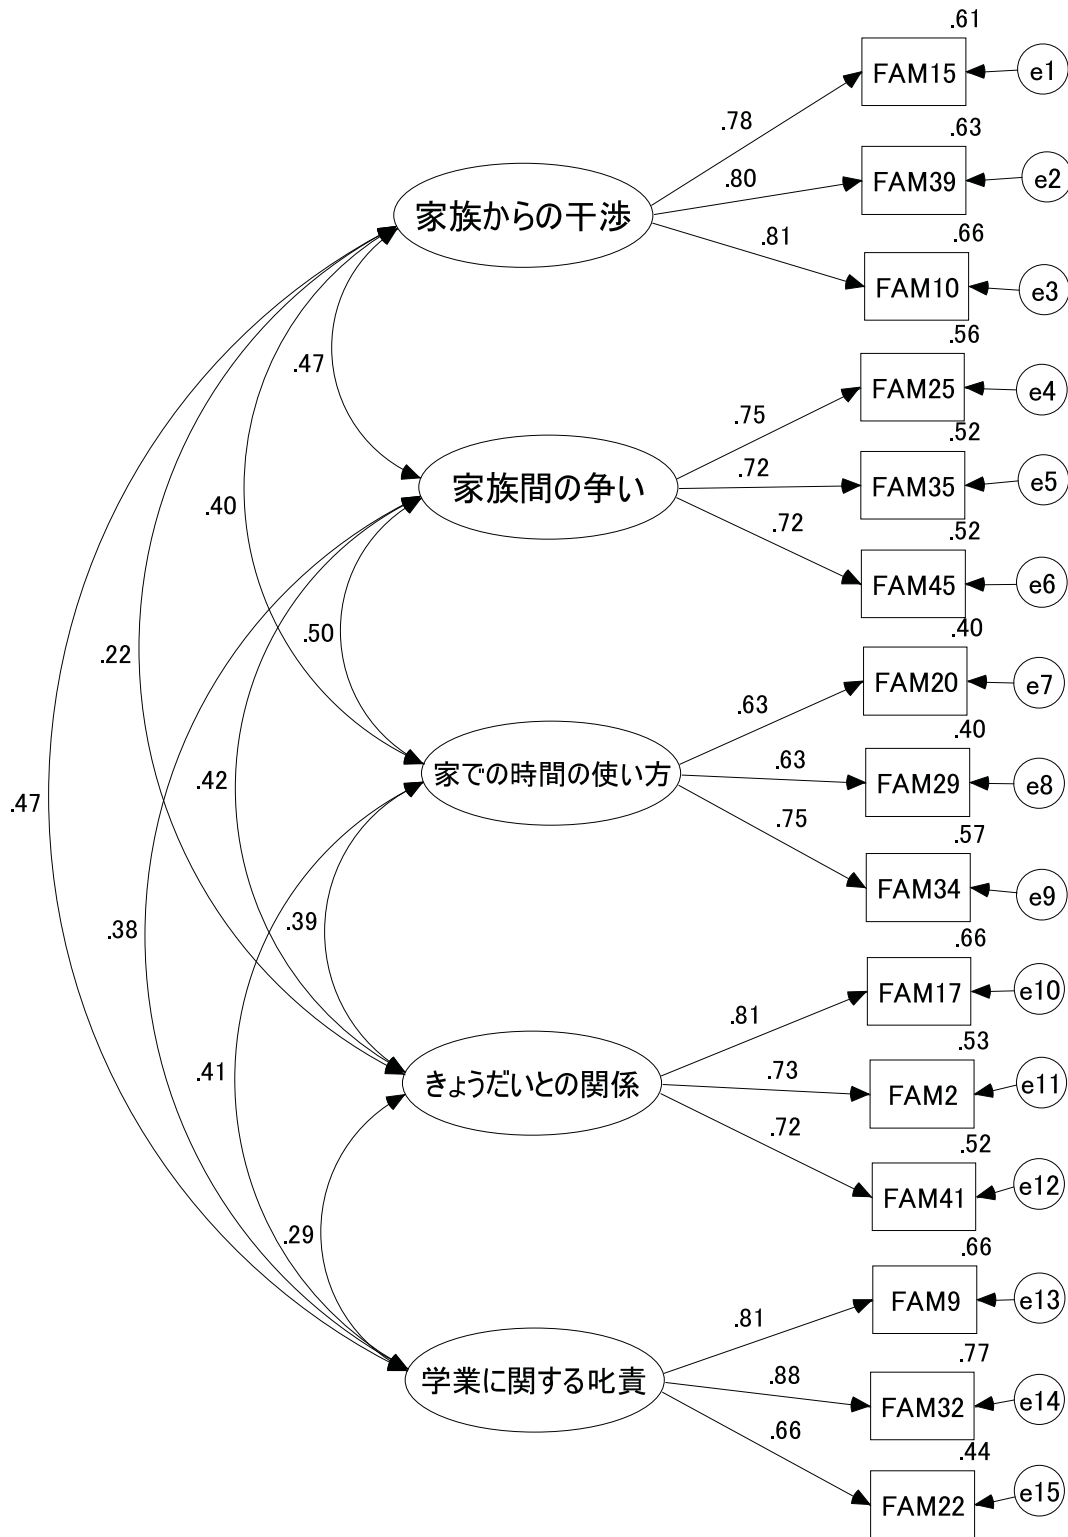 .61
FAM15
e1
.78
.63
FAM39
e2
.80
家族からの干渉
.81
.66
FAM10
e3
.47
.56
FAM25
e4
.75
.52
家族間の争い
.72
FAM35
e5
.40
.72
.52
FAM45
e6
.50
.40
.22
FAM20
e7
.63
.40
家での時間の使い方
.63
FAM29
e8
.42
.47
.75
.57
FAM34
e9
.39
.38
.66
FAM17
e10
.81
.53
.41
きょうだいとの関係
.73
FAM2
e11
.72
.52
FAM41
e12
.29
.66
FAM9
e13
.81
.77
学業に関する叱責
.88
FAM32
e14
.66
.44
FAM22
e15